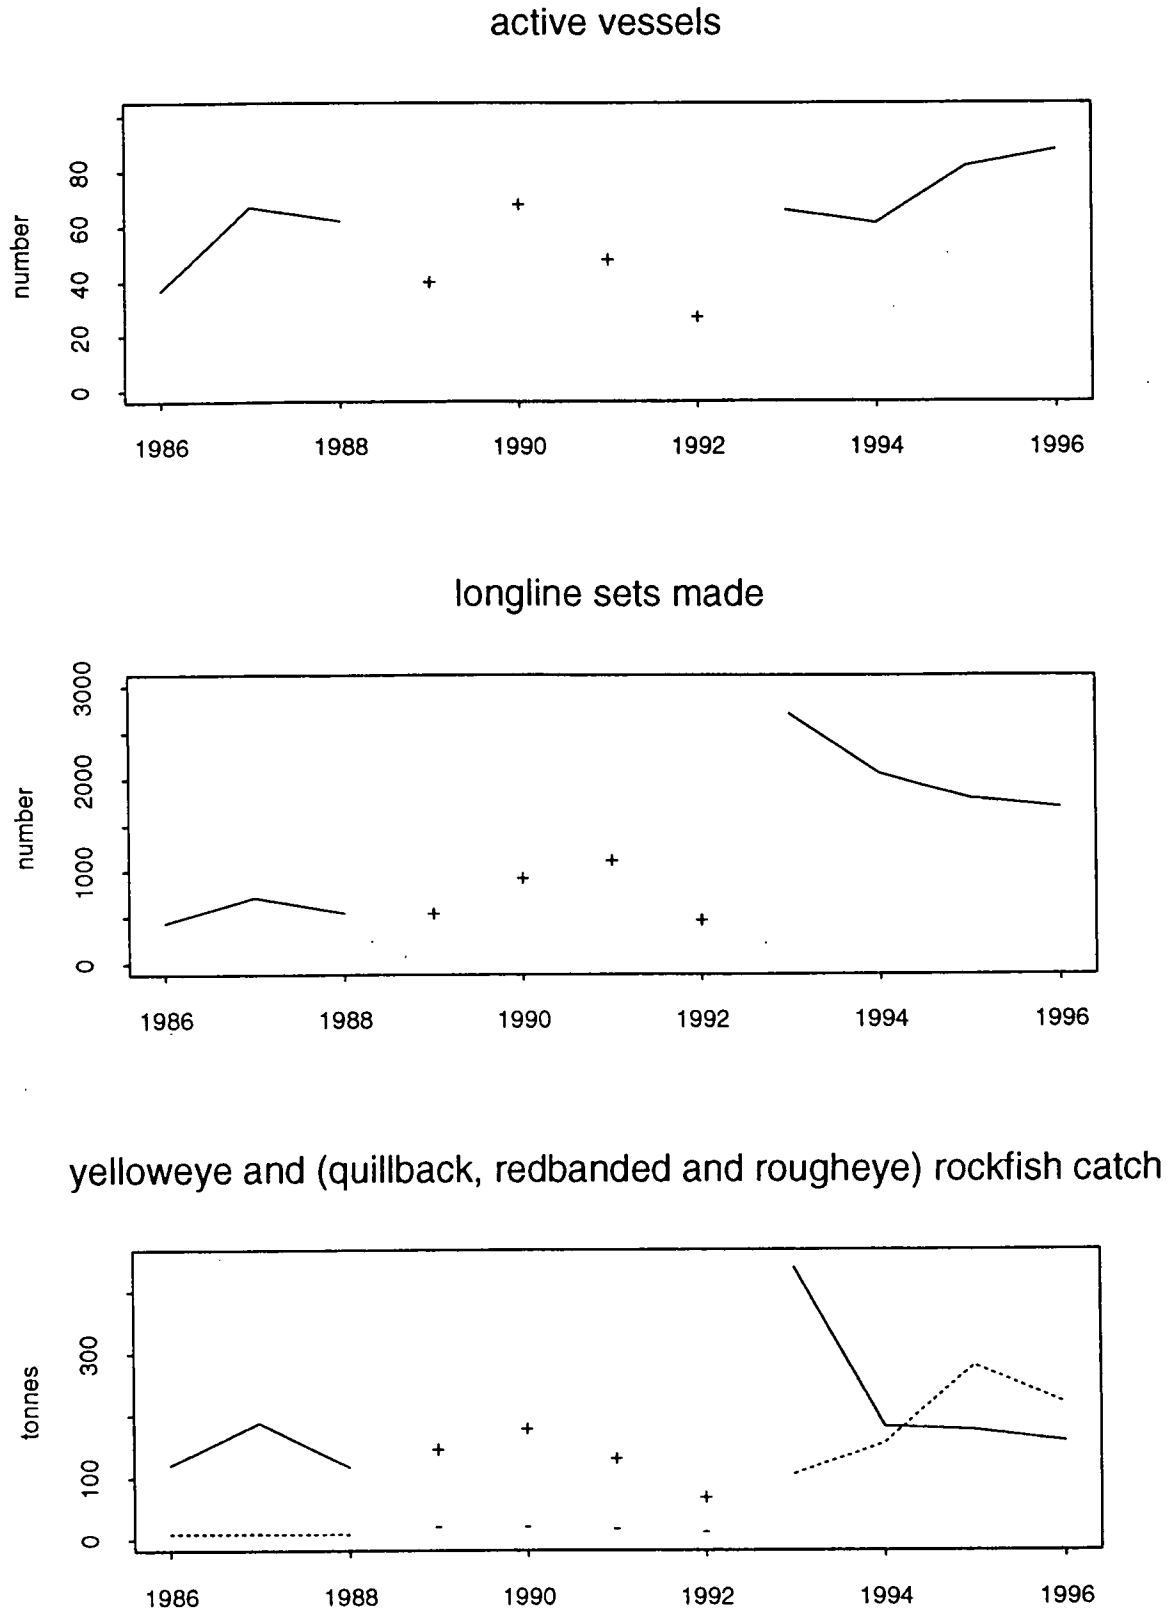 active vessels
number
80
60
40
20
0
1986 1988 1990 1992 1994 1996
longline sets made
number
3000
2000
1000
0
1986 1988 1990 1992 1994 1996
yelloweye and (quillback, redbanded and rougheye) rockfish catch
tonnes
300
100
0
1986 1988 1990 1992 1994 1996